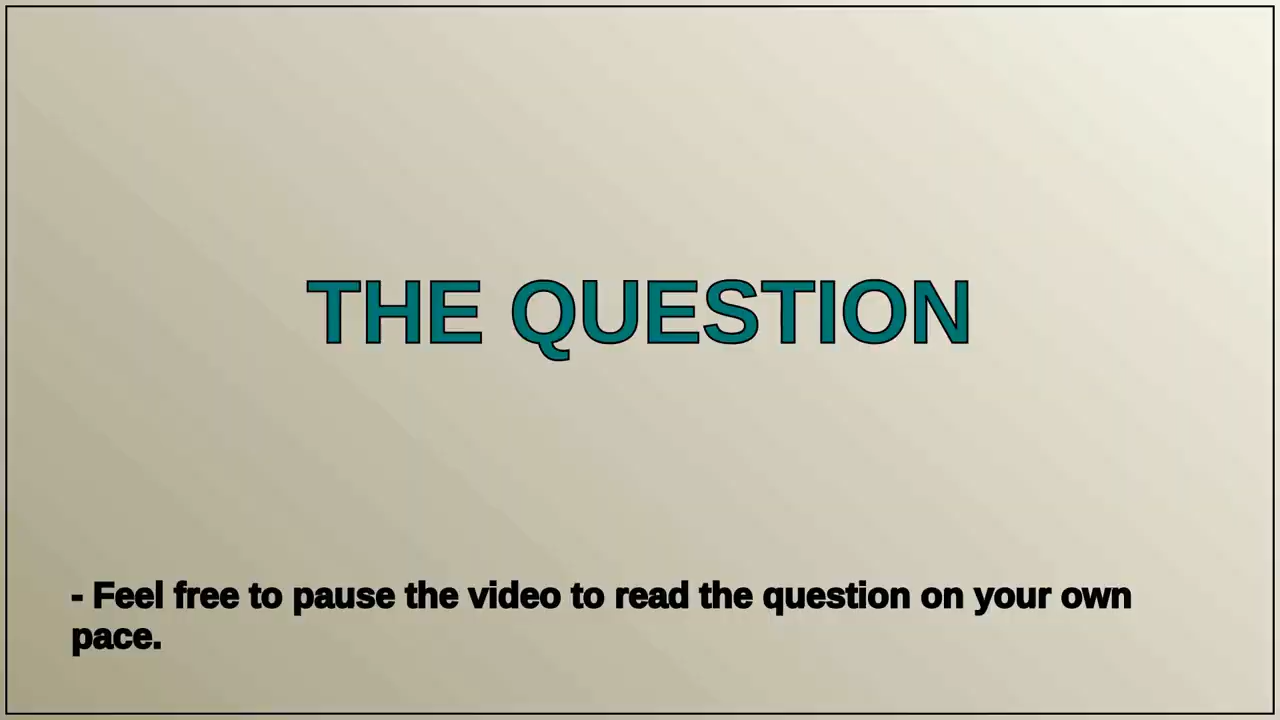 THE QUESTION
- Feel free to pause the video to read the question on your own
pace.